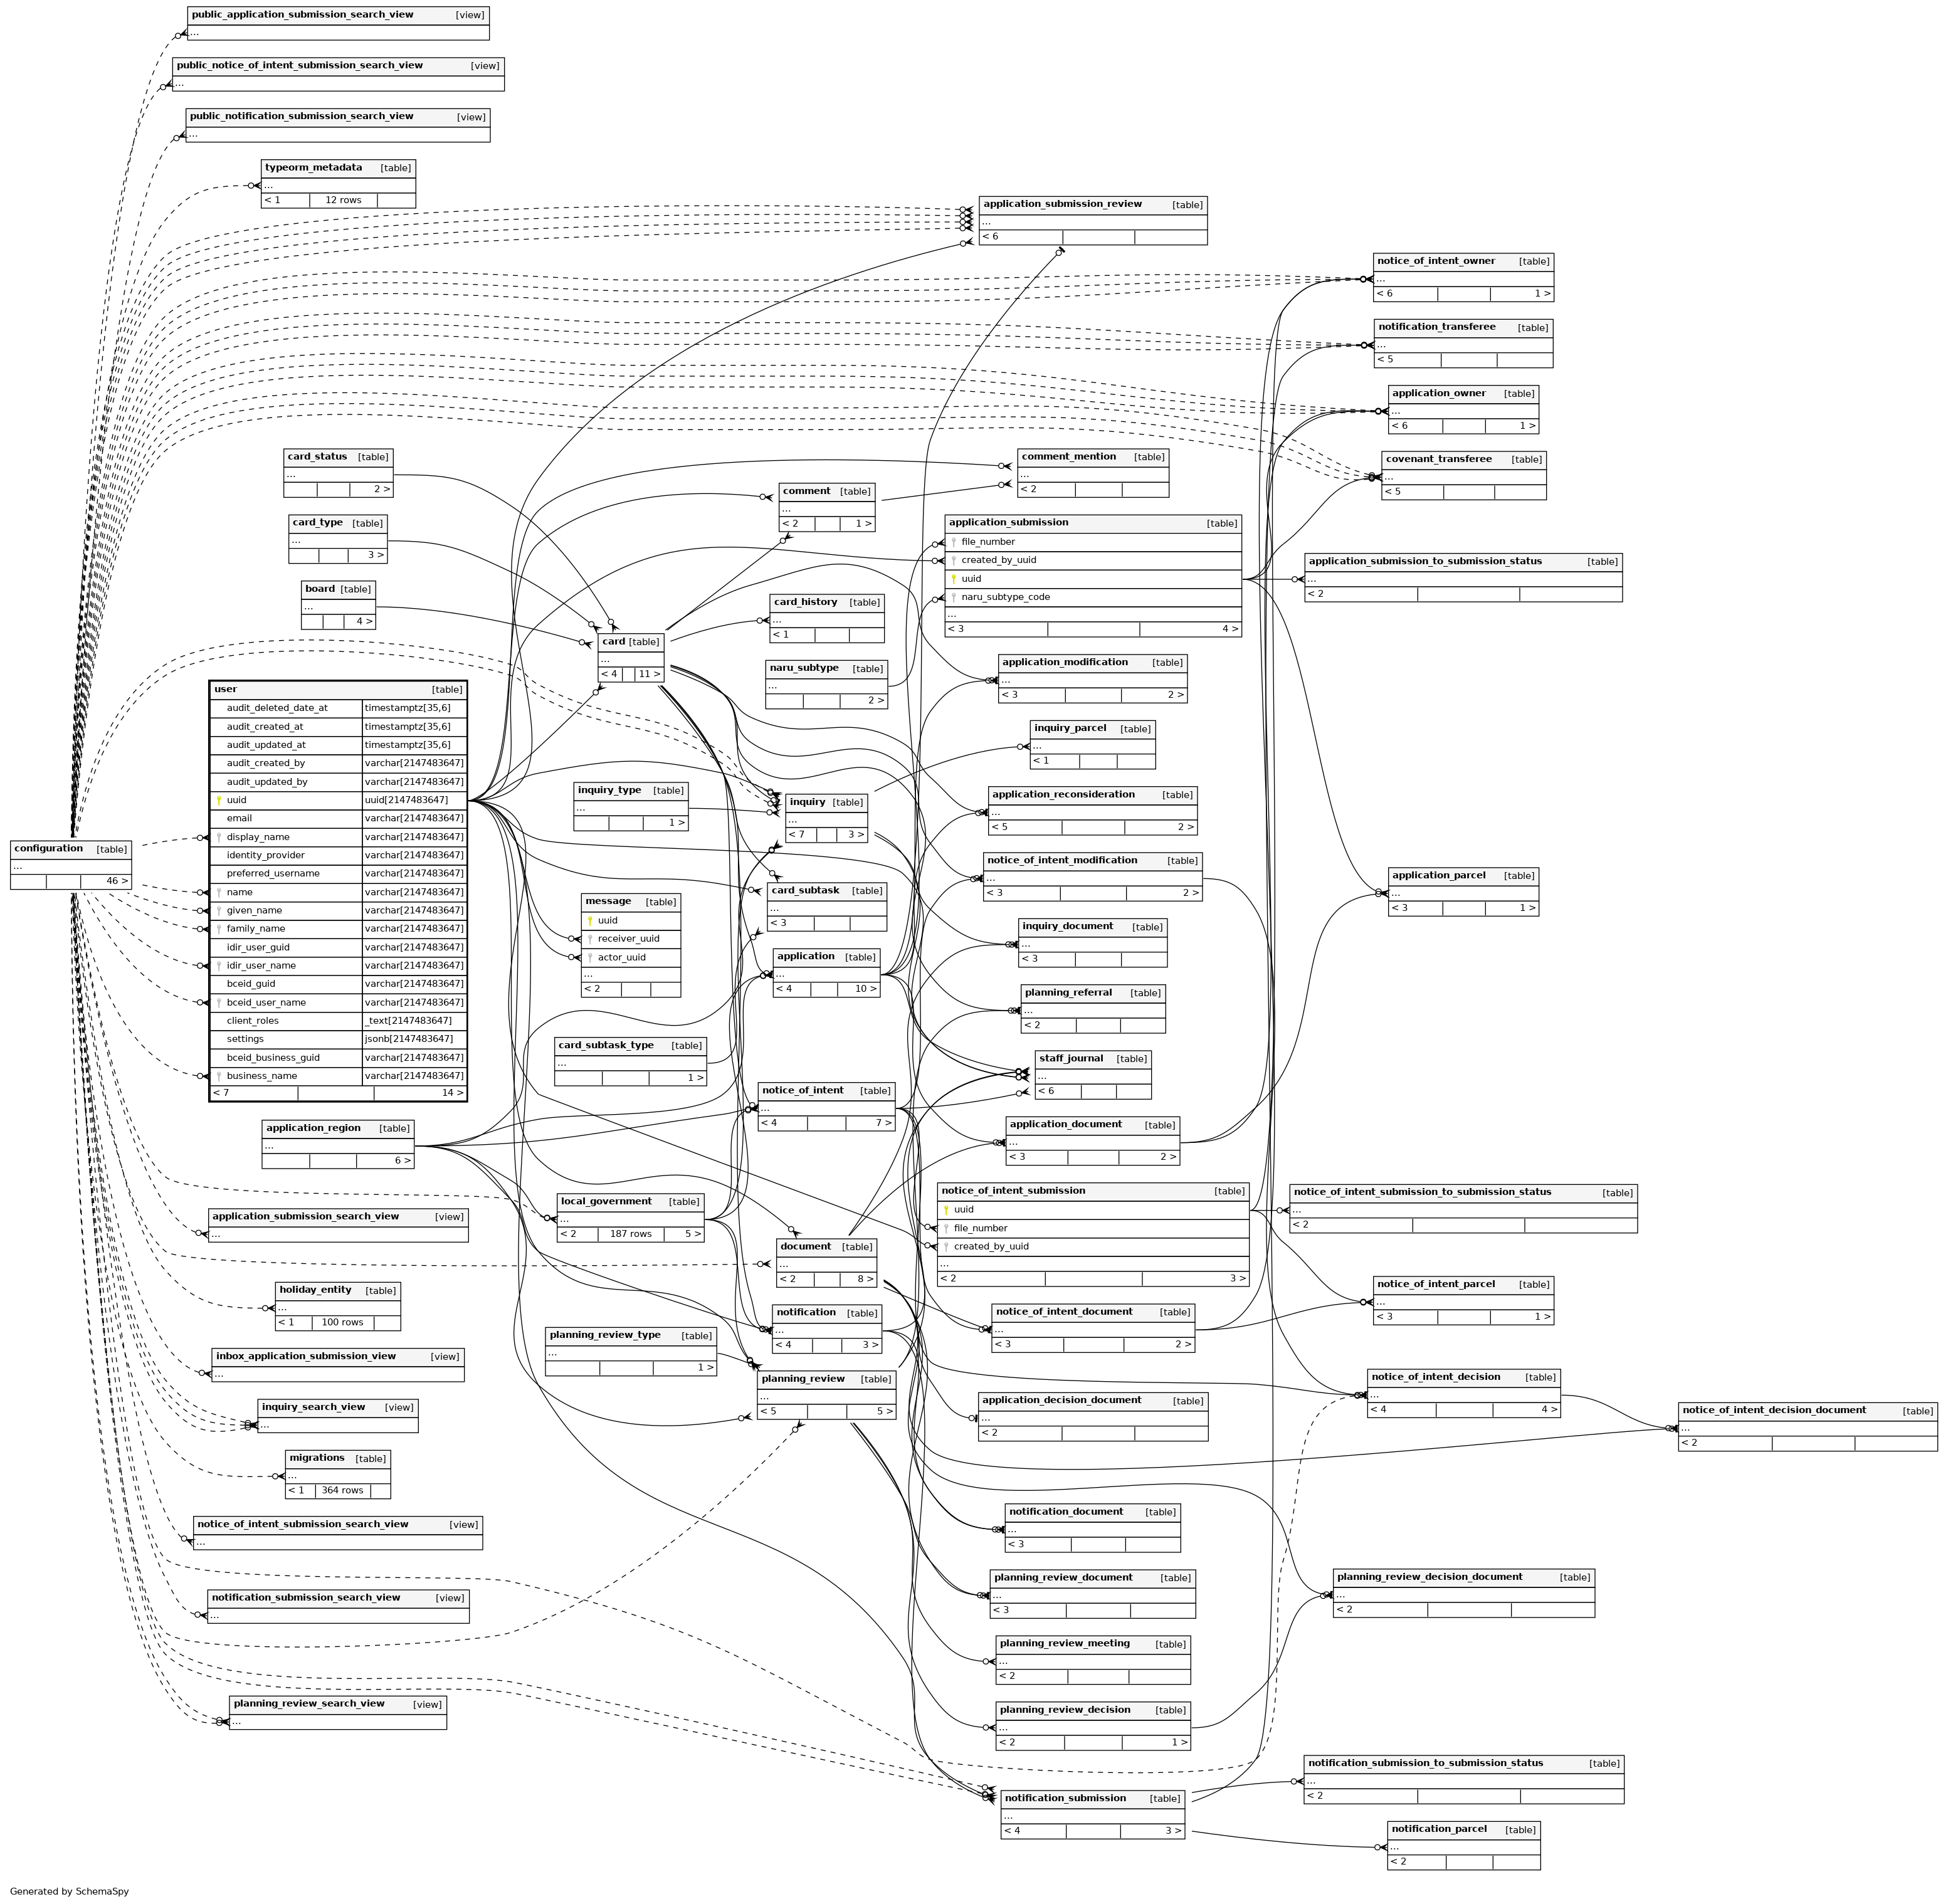 public_application_submission_search_view [view]
...
public_notice_of_intent_submission_search_view [view]
...
public_notification_submission_search_view [view]
...
typeorm_metadata [table]
...
< 1 12 rows
application_submission_review [table]
...
< 6
notice_of_intent_owner [table]
...
< 6 1 >
notification_transferee [table]
...
< 5
application_owner [table]
...
< 6 1 >
covenant_transferee [table]
...
< 5
card_status [table]
...
2 >
card_type [table]
...
3 >
board [table]
...
4 >
comment_mention [table]
...
< 2
comment [table]
...
< 2 1 >
application_submission [table]
file_number
created_by_uuid
uuid
naru_subtype_code
...
< 3 4 >
application_submission_to_submission_status [table]
...
< 2
card_history [table]
...
< 1
card [table]
...
< 4 11 >
naru_subtype [table]
...
2 >
application_modification [table]
...
< 3 2 >
inquiry_parcel [table]
...
< 1
configuration [table]
...
46 >
user [table]
audit_deleted_date_at timestamptz[35,6]
audit_created_at timestamptz[35,6]
audit_updated_at timestamptz[35,6]
audit_created_by varchar[2147483647]
audit_updated_by varchar[2147483647]
uuid uuid[2147483647]
email varchar[2147483647]
display_name varchar[2147483647]
identity_provider varchar[2147483647]
preferred_username varchar[2147483647]
name varchar[2147483647]
given_name varchar[2147483647]
family_name varchar[2147483647]
idir_user_guid varchar[2147483647]
idir_user_name varchar[2147483647]
bceid_guid varchar[2147483647]
bceid_user_name varchar[2147483647]
client_roles _text[2147483647]
settings jsonb[2147483647]
bceid_business_guid varchar[2147483647]
business_name varchar[2147483647]
< 7 14 >
inquiry_type [table]
...
1 >
inquiry [table]
...
< 7 3 >
application_reconsideration [table]
...
< 5 2 >
notice_of_intent_modification [table]
...
< 3 2 >
application_parcel [table]
...
< 3 1 >
message [table]
uuid
receiver_uuid
actor_uuid
...
< 2
card_subtask [table]
...
< 3
inquiry_document [table]
...
< 3
application [table]
...
< 4 10 >
planning_referral [table]
...
< 2
card_subtask_type [table]
...
1 >
staff_journal [table]
...
< 6
notice_of_intent [table]
...
< 4 7 >
application_region [table]
...
6 >
application_document [table]
...
< 3 2 >
local_government [table]
...
< 2 187 rows 5 >
notice_of_intent_submission [table]
uuid
file_number
created_by_uuid
...
< 2 3 >
notice_of_intent_submission_to_submission_status [table]
...
< 2
application_submission_search_view [view]
...
document [table]
...
< 2 8 >
holiday_entity [table]
...
< 1 100 rows
notification [table]
...
< 4 3 >
notice_of_intent_document [table]
...
< 3 2 >
notice_of_intent_parcel [table]
...
< 3 1 >
planning_review_type [table]
...
1 >
inbox_application_submission_view [view]
...
planning_review [table]
...
< 5 5 >
notice_of_intent_decision [table]
...
< 4 4 >
application_decision_document [table]
...
< 2
notice_of_intent_decision_document [table]
...
< 2
inquiry_search_view [view]
...
migrations [table]
...
< 1 364 rows
notice_of_intent_submission_search_view [view]
...
notification_document [table]
...
< 3
planning_review_document [table]
...
< 3
planning_review_decision_document [table]
...
< 2
notification_submission_search_view [view]
...
planning_review_meeting [table]
...
< 2
planning_review_search_view [view]
...
planning_review_decision [table]
...
< 2 1 >
notification_submission_to_submission_status [table]
...
< 2
notification_submission [table]
...
< 4 3 >
notification_parcel [table]
...
< 2
Generated by SchemaSpy